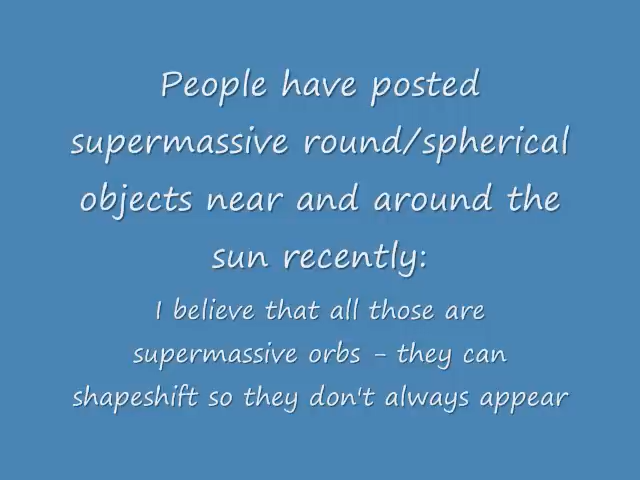 People have posted
supermassive round/spherical
objects near and around the
sun recently:
I believe that all those are
supermassive orbs - they can
shapeshift so they don't always appear